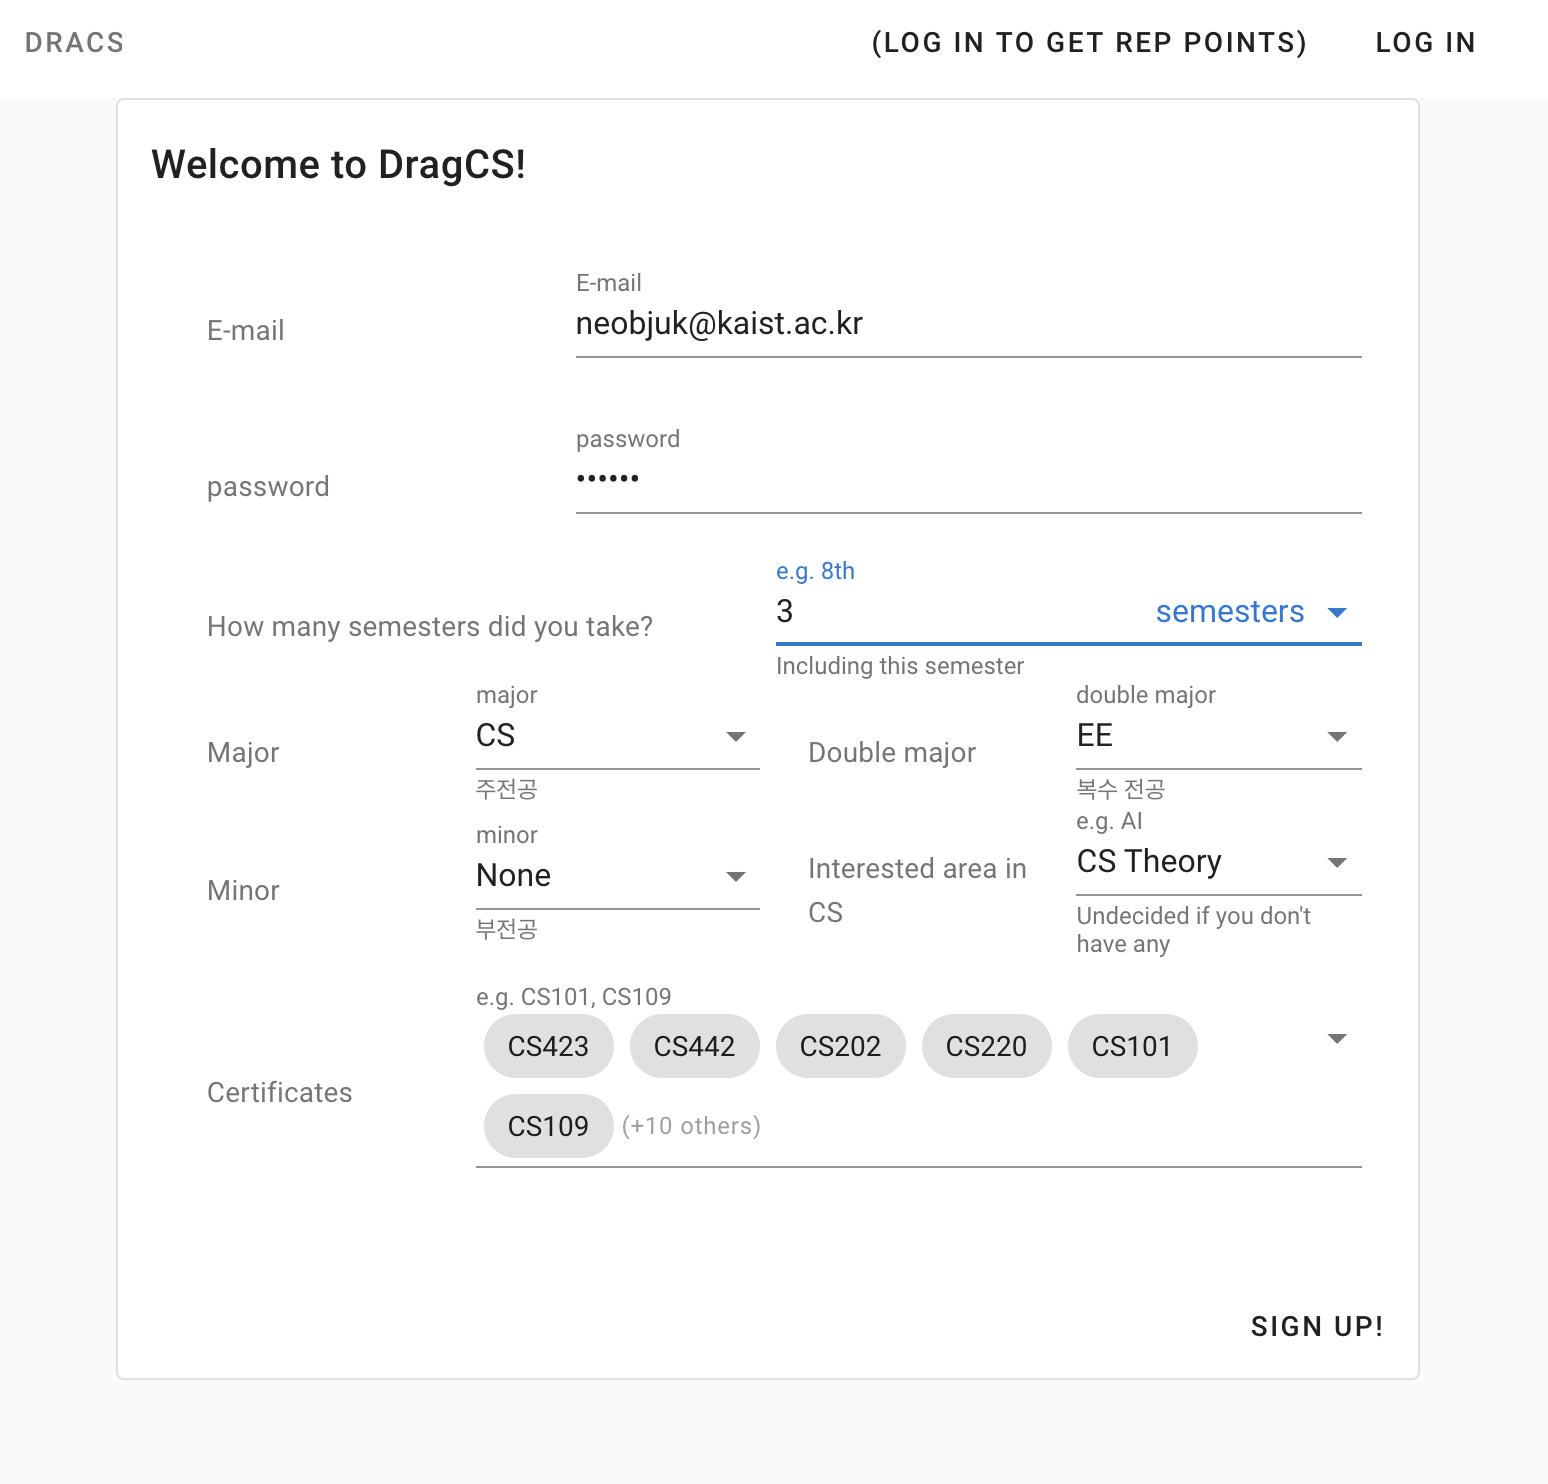 DRACS
(LOG IN TO GET REP POINTS)
LOG IN
Welcome to DragCS!
E-mail
E-mail
neobjuk@kaist.ac.kr
password
password
••••••
How many semesters did you take?
e.g. 8th
3
semesters
Including this semester
Major
major
CS
주전공
Double major
double major
EE
복수 전공
Minor
minor
None
부전공
Interested area in
CS
e.g. AI
CS Theory
Undecided if you don't
have any
Certificates
e.g. CS101, CS109
CS423 CS442 CS202 CS220 CS101
CS109 (+10 others)
SIGN UP!